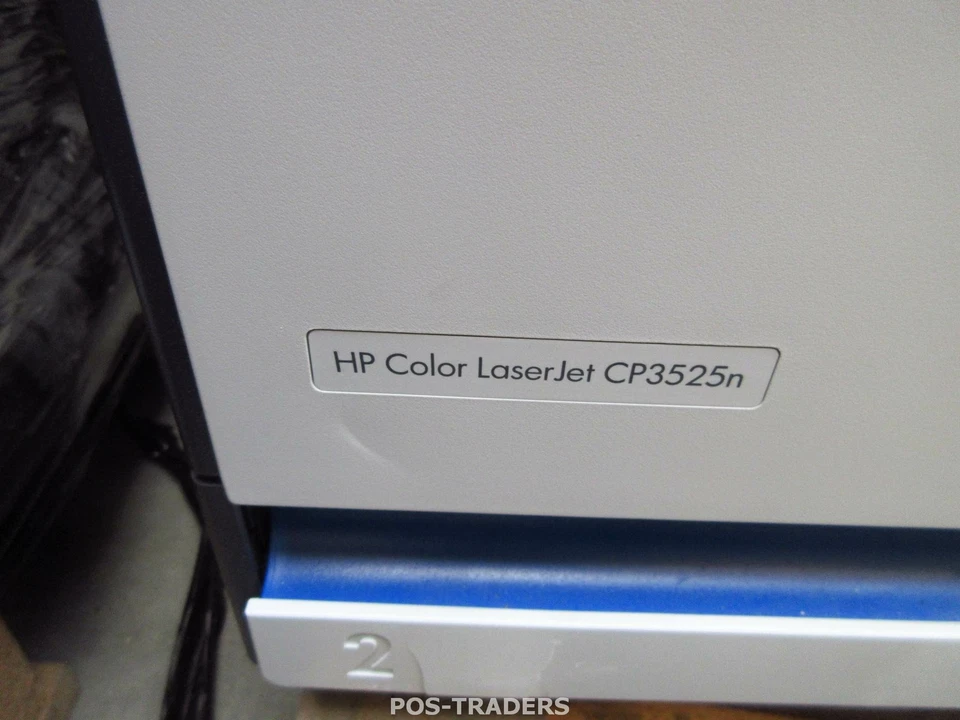 HP Color LaserJet CP3525n
2
POS-TRADERS